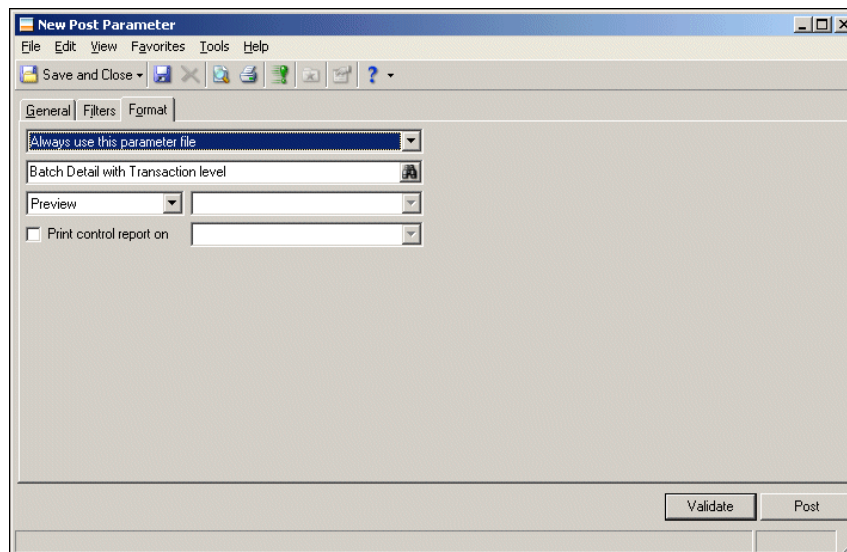 New Post Parameter
File Edit View Favorites Tools Help
Save and Close ?
General Filters Format
Always use this parameter file
Batch Detail with Transaction level
Preview
Print control report on
Validate Post